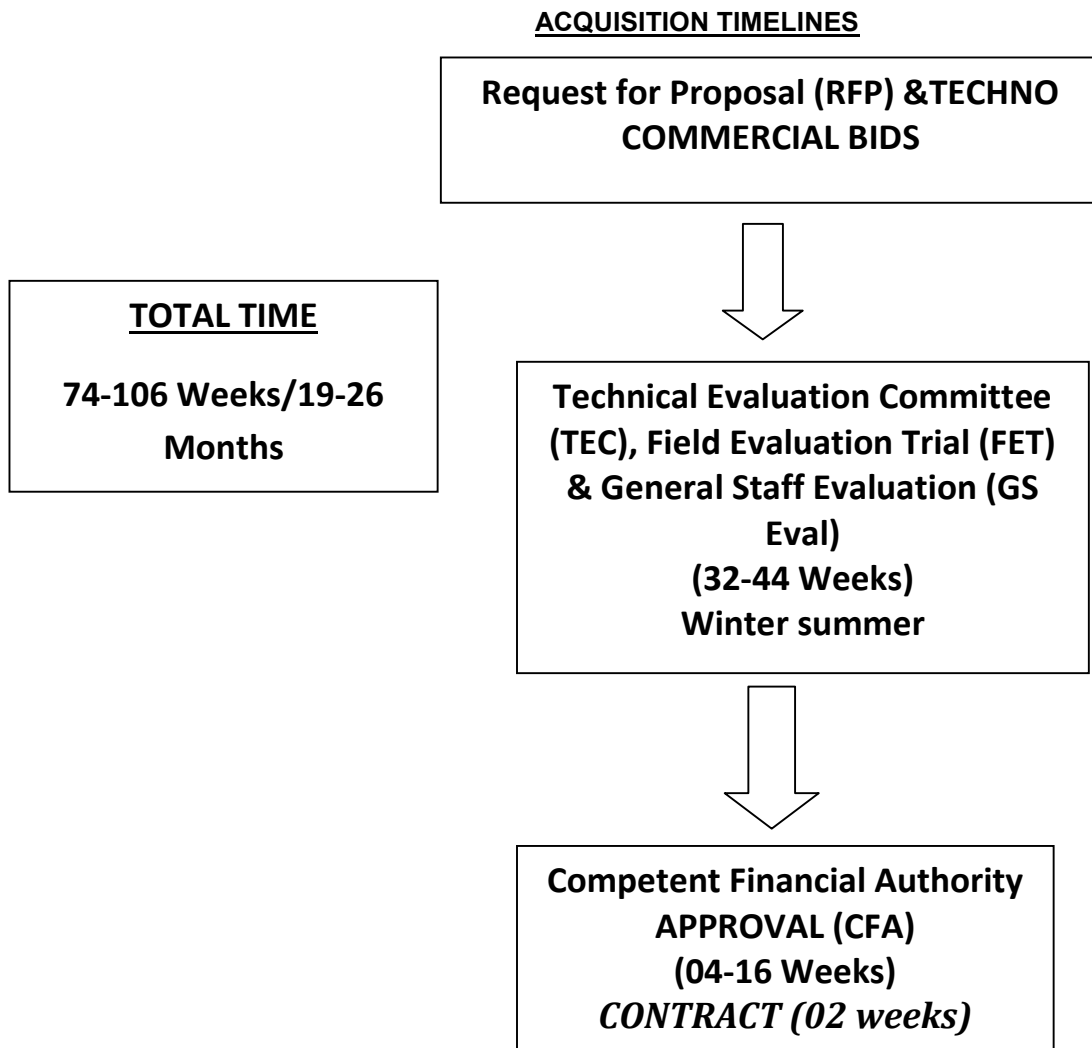 ACQUISITION TIMELINES
Request for Proposal (RFP) &TECHNO
COMMERCIAL BIDS
TOTAL TIME
74-106 Weeks/19-26
Months
Technical Evaluation Committee
(TEC), Field Evaluation Trial (FET)
& General Staff Evaluation (GS
Eval)
(32-44 Weeks)
Winter summer
Competent Financial Authority
APPROVAL (CFA)
(04-16 Weeks)
CONTRACT (02 weeks)